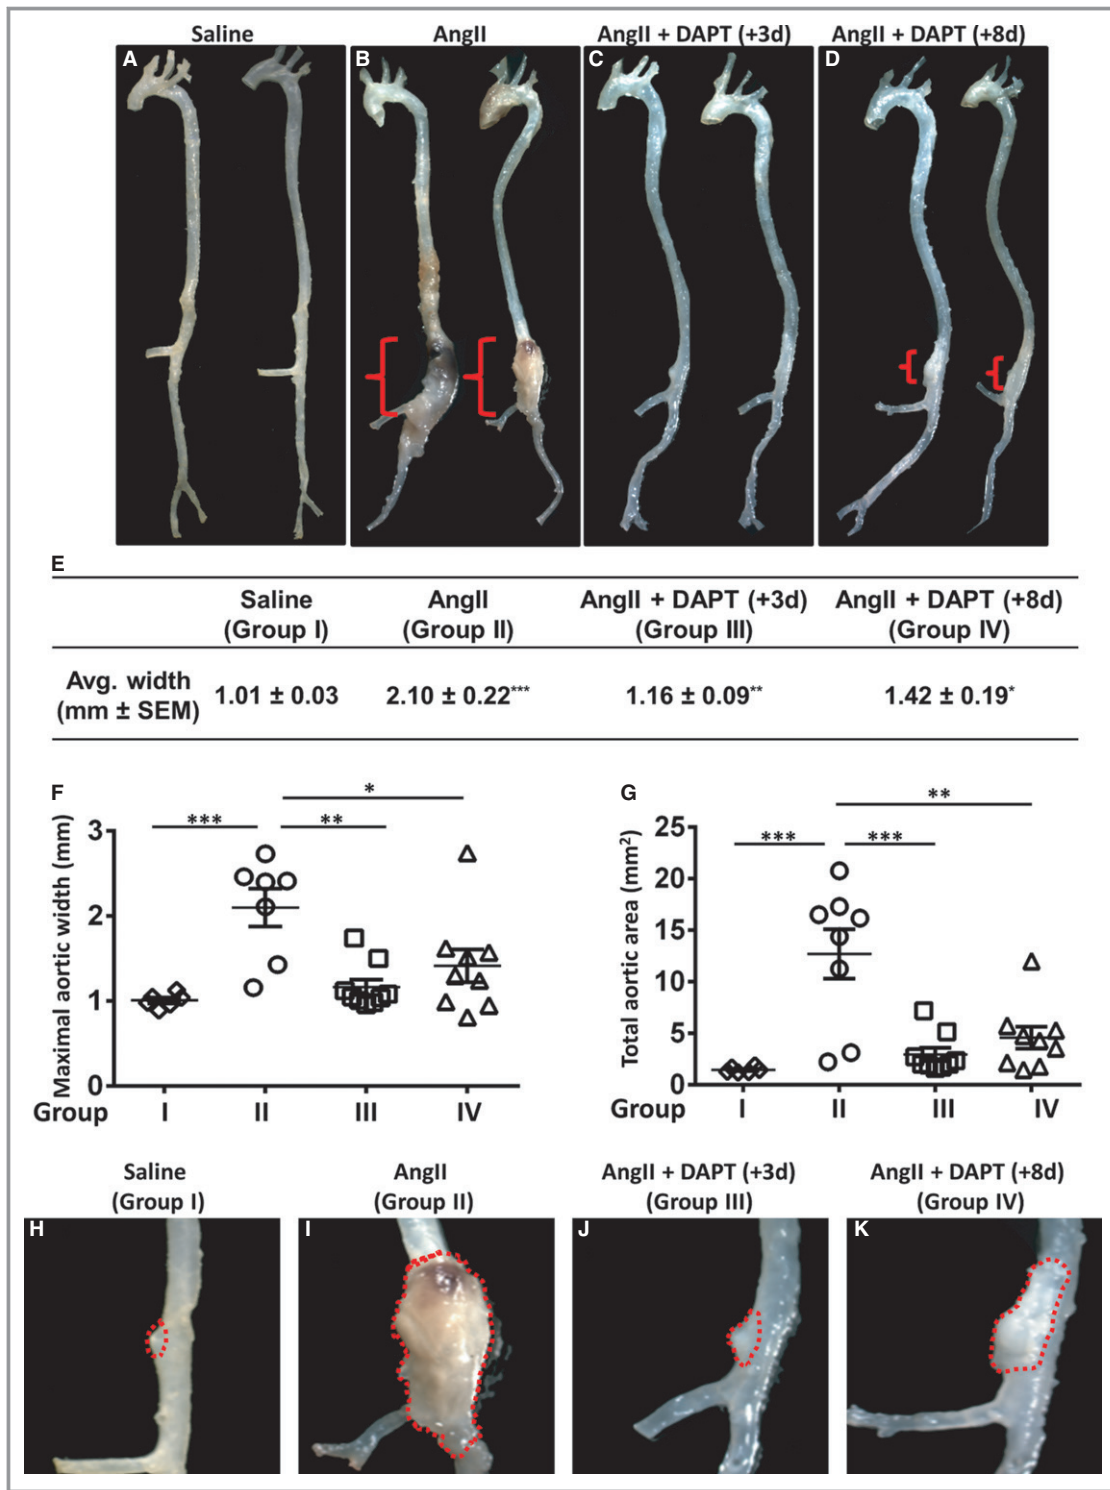 Saline AngII AngII + DAPT (+3d) AngII + DAPT (+8d)
A B C D
E
Saline AngII AngII + DAPT (+3d) AngII + DAPT (+8d)
(Group I) (Group II) (Group III) (Group IV)
Avg. width
(mm ± SEM) 1.01 ± 0.03 2.10 ± 0.22*** 1.16 ± 0.09** 1.42 ± 0.19*
F
Maximal aortic width (mm)
*
*** **
3
2
1
0
Group I II III IV
G
Total aortic area (mm²)
**
*** ***
25
20
15
10
5
0
Group I II III IV
Saline AngII AngII + DAPT (+3d) AngII + DAPT (+8d)
(Group I) (Group II) (Group III) (Group IV)
H I J K